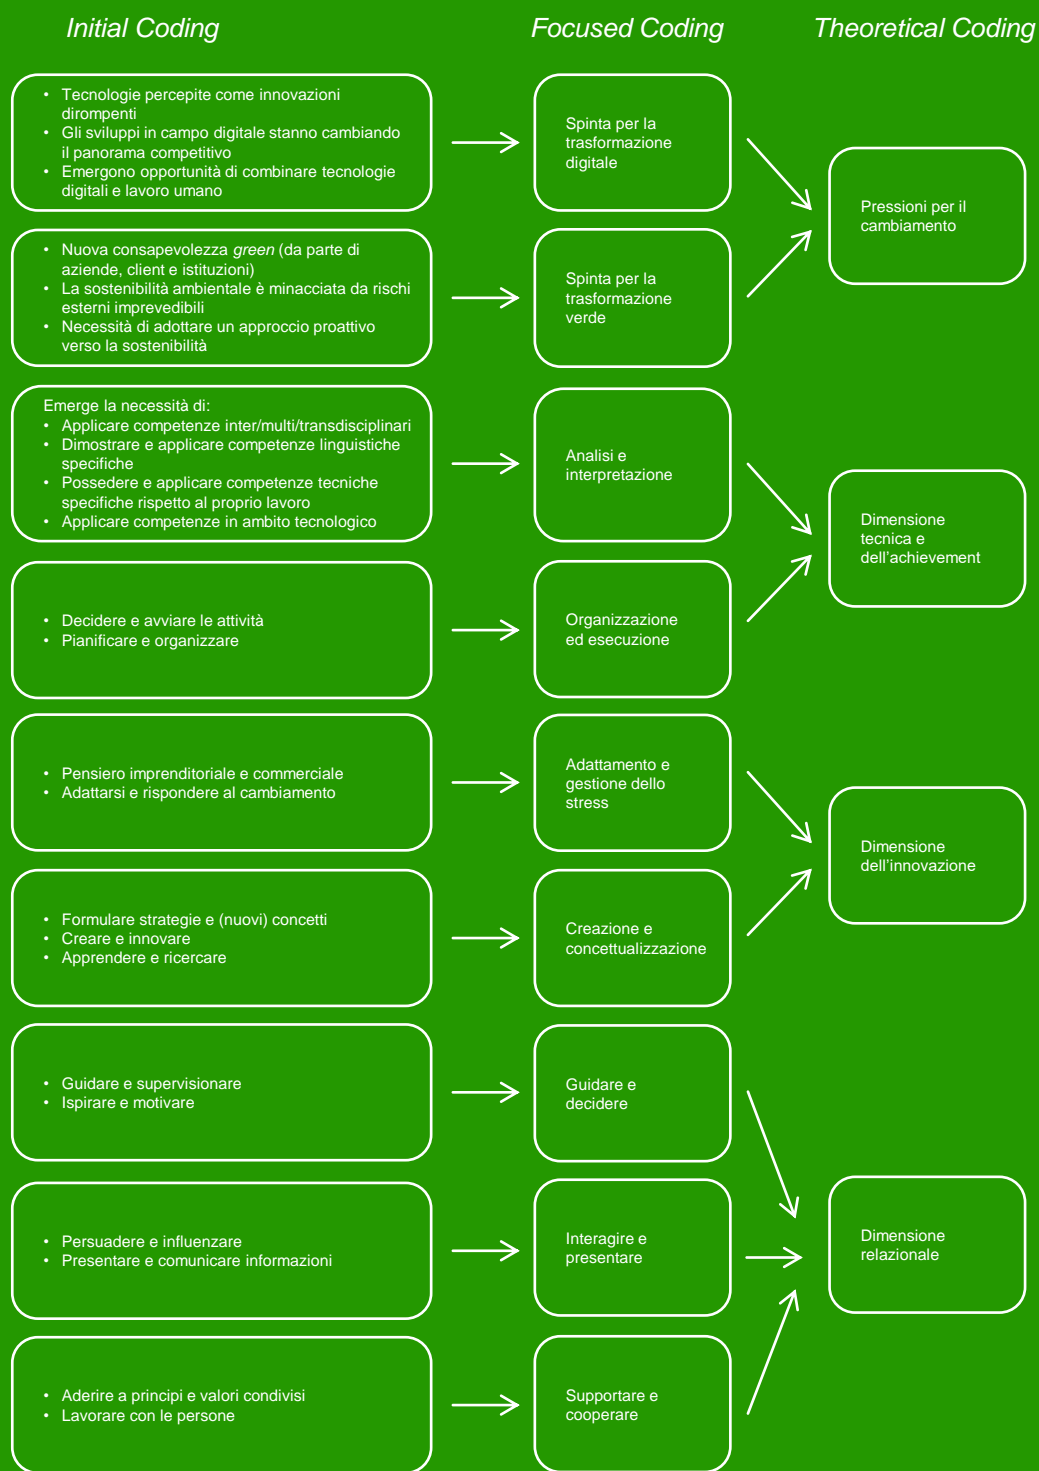 Initial Coding
Focused Coding
Theoretical Coding
• Tecnologie percepite come innovazioni
dirompenti
• Gli sviluppi in campo digitale stanno cambiando
il panorama competitivo
• Emergono opportunità di combinare tecnologie
digitali e lavoro umano
Spinta per la
trasformazione
digitale
Pressioni per il
cambiamento
• Nuova consapevolezza green (da parte di
aziende, client e istituzioni)
• La sostenibilità ambientale è minacciata da rischi
esterni imprevedibili
• Necessità di adottare un approccio proattivo
verso la sostenibilità
Spinta per la
trasformazione
verde
Emerge la necessità di:
• Applicare competenze inter/multi/transdisciplinari
• Dimostrare e applicare competenze linguistiche
specifiche
• Possedere e applicare competenze tecniche
specifiche rispetto al proprio lavoro
• Applicare competenze in ambito tecnologico
Analisi e
interpretazione
Dimensione
tecnica e
dell’achievement
• Decidere e avviare le attività
• Pianificare e organizzare
Organizzazione
ed esecuzione
• Pensiero imprenditoriale e commerciale
• Adattarsi e rispondere al cambiamento
Adattamento e
gestione dello
stress
Dimensione
dell’innovazione
• Formulare strategie e (nuovi) concetti
• Creare e innovare
• Apprendere e ricercare
Creazione e
concettualizzazione
• Guidare e supervisionare
• Ispirare e motivare
Guidare e
decidere
• Persuadere e influenzare
• Presentare e comunicare informazioni
Interagire e
presentare
Dimensione
relazionale
• Aderire a principi e valori condivisi
• Lavorare con le persone
Supportare e
cooperare